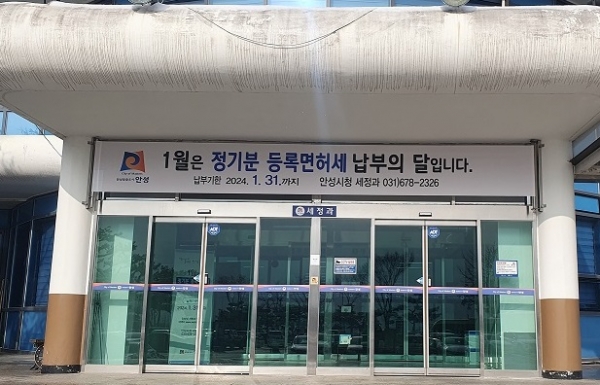 1월은 정기분 등록면허세 납부의 달입니다.
안성
납부기한 2024. 1. 31.까지 안성시청 세정과 031)678-2326
세정과